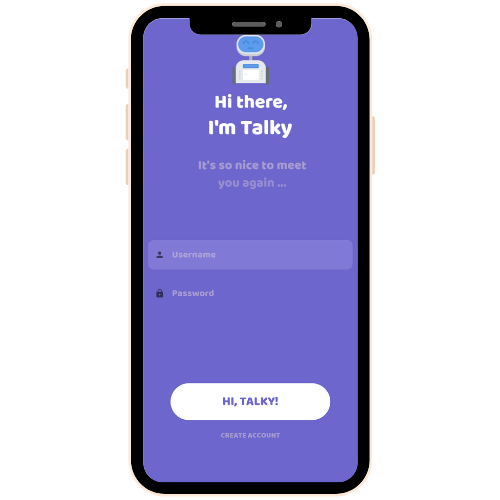 Hi there,
I'm Talky
It's so nice to meet
you again ...
Username
Password
HI, TALKY!
CREATE ACCOUNT